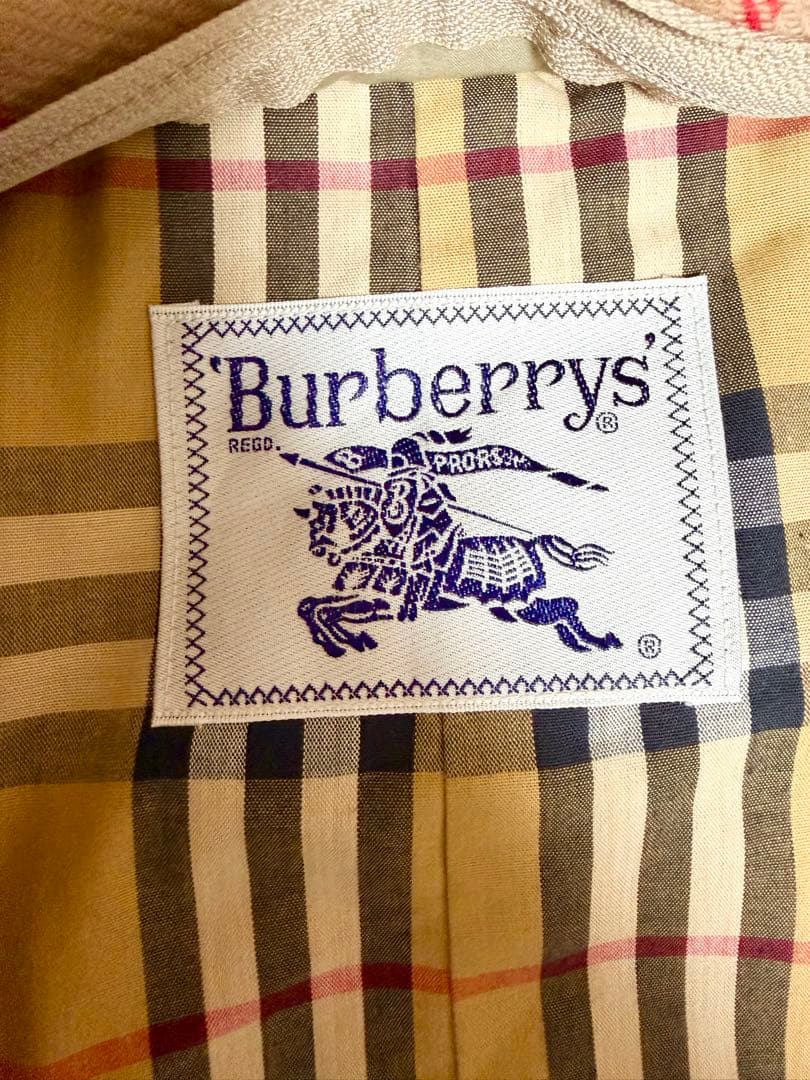 'Burberrys'
®
REGD.
PRORSUM
B
®